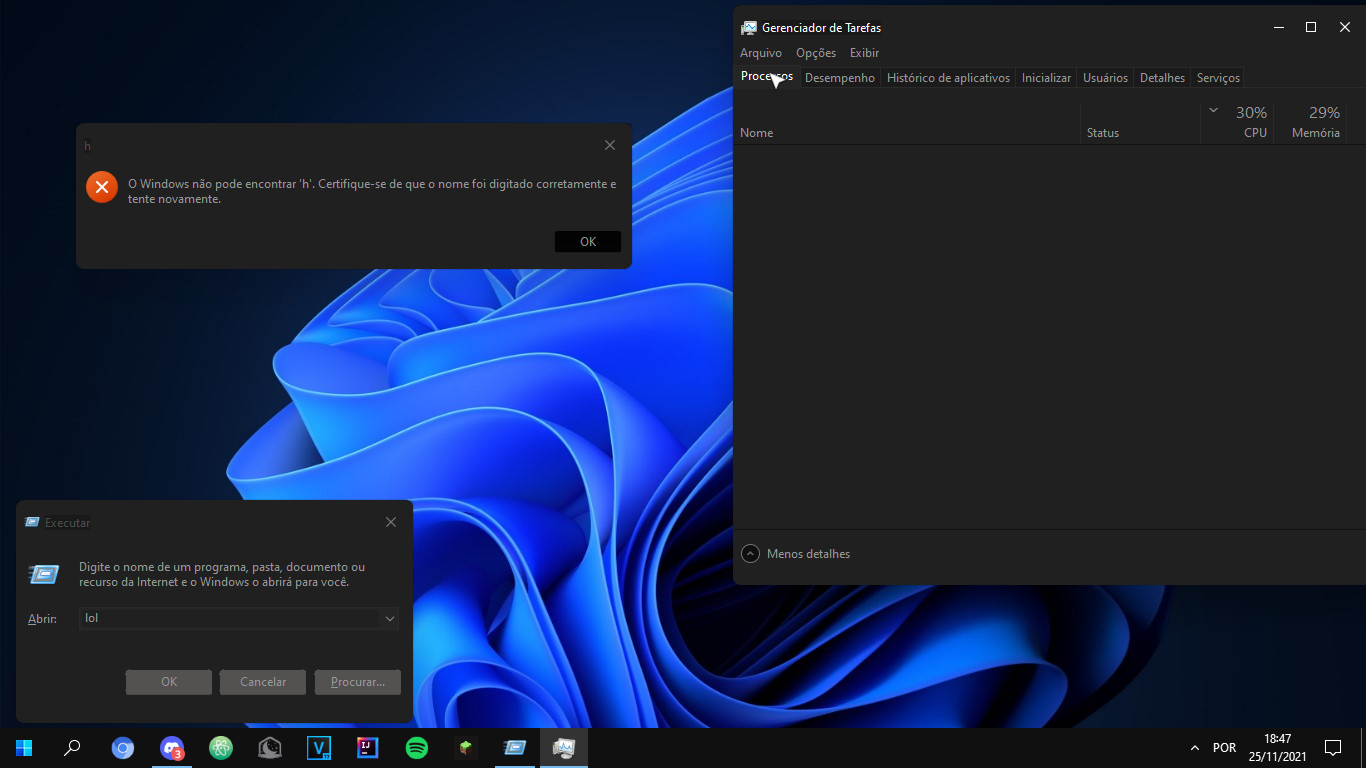 Gerenciador de Tarefas
Arquivo Opções Exibir
Processos Desempenho Histórico de aplicativos Inicializar Usuários Detalhes Serviços
30% 29%
Nome Status CPU Memória
Menos detalhes
h
O Windows não pode encontrar 'h'. Certifique-se de que o nome foi digitado corretamente e
tente novamente.
OK
Executar
Digite o nome de um programa, pasta, documento ou
recurso da Internet e o Windows o abrirá para você.
Abrir: lol
OK Cancelar Procurar...
3
V
17
IJ
POR
18:47
25/11/2021